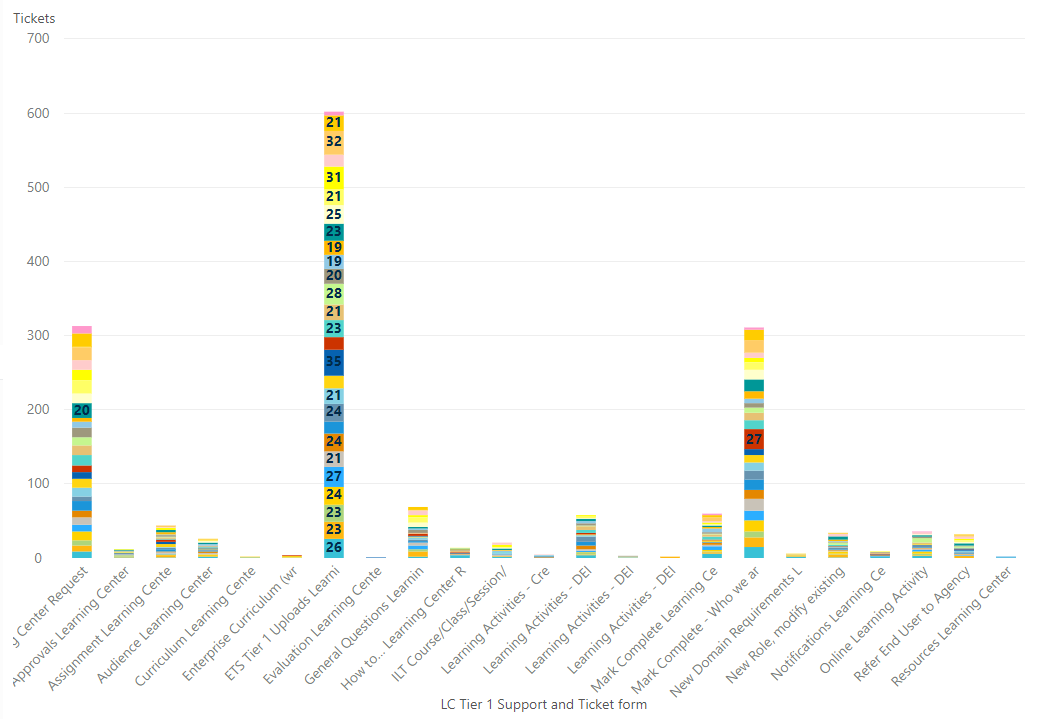 Tickets
700
600
500
400
300
200
100
0
20
21
32
31
21
25
23
19
19
20
28
21
23
35
21
24
24
21
27
24
23
23
26
27
g Center Request
Approvals Learning Center
Assignment Learning Cente
Audience Learning Center
Curriculum Learning Cente
Enterprise Curriculum (wr
ETS Tier 1 Uploads Learni
Evaluation Learning Cente
General Questions Learnin
How to... Learning Center R
ILT Course/Class/Session/
Learning Activities - Cre
Learning Activities - DEI
Learning Activities - DEI
Learning Activities - DEI
Mark Complete Learning Ce
Mark Complete - Who we ar
New Domain Requirements L
New Role, modify existing
Notifications Learning Ce
Online Learning Activity
Refer End User to Agency
Resources Learning Center
LC Tier 1 Support and Ticket form